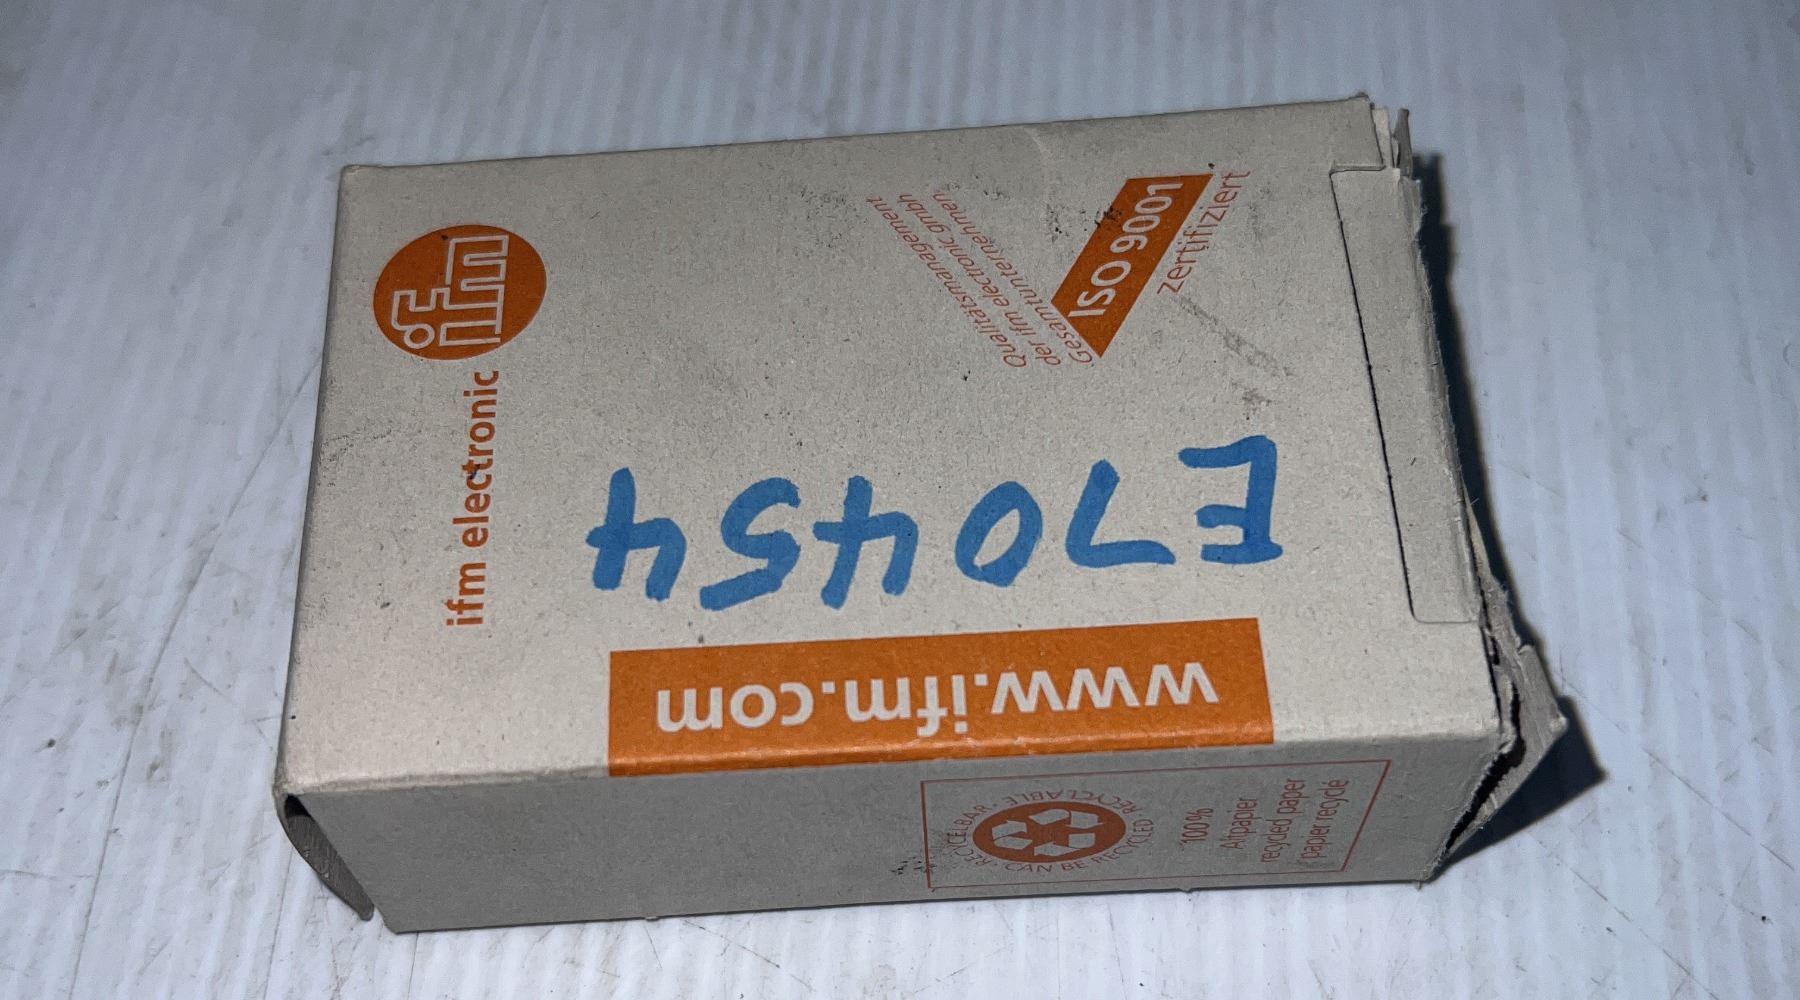 ifm
ifm electronic
Qualitätsmanagement
der ifm electronic gmbh
Gesamtunternehmen
ISO 9001
zertifiziert
E70454
www.ifm.com
RECYCELBAR · RECYCLABLE
CAN BE RECYCLED
100%
Altpapier
recycled paper
papier recyclé